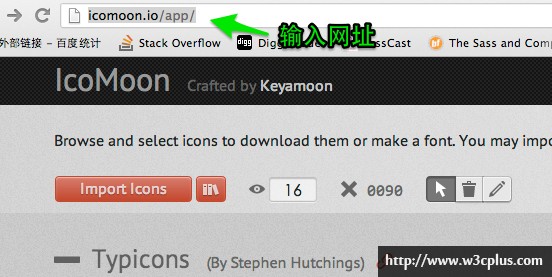 icomoon.io/app/
输入网址
外部链接 – 百度统计 Stack Overflow digg Digg ssCast The Sass and Comp
IcoMoon Crafted by Keyamoon
Browse and select icons to download them or make a font. You may impo
Import Icons 16 0090
Typicons (By Stephen Hutchings)
http://www.w3cplus.com